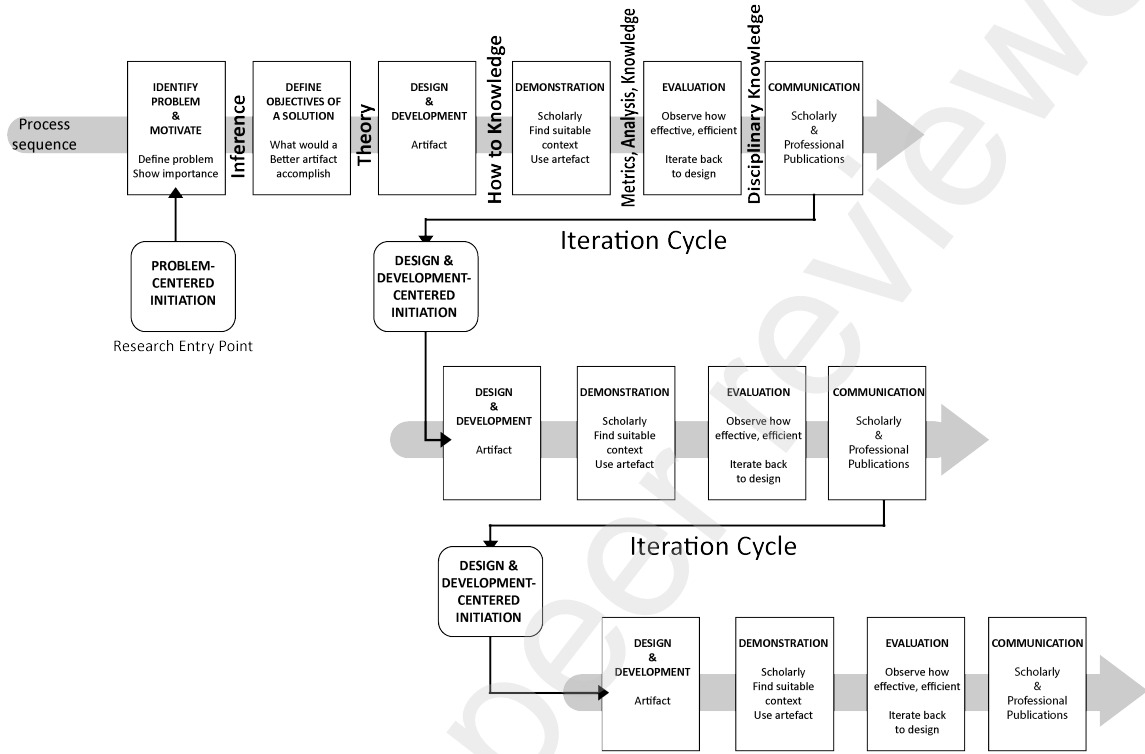 Process
sequence
IDENTIFY
PROBLEM
&
MOTIVATE
Define problem
Show importance
Inference
DEFINE
OBJECTIVES OF
A SOLUTION
What would a
Better artifact
accomplish
Theory
DESIGN
&
DEVELOPMENT
Artifact
How to Knowledge
DEMONSTRATION
Scholarly
Find suitable
context
Use artefact
Metrics, Analysis, Knowledge
EVALUATION
Observe how
effective, efficient
Iterate back
to design
Disciplinary Knowledge
COMMUNICATION
Scholarly
&
Professional
Publications
PROBLEM-
CENTERED
INITIATION
Research Entry Point
Iteration Cycle
DESIGN &
DEVELOPMENT-
CENTERED
INITIATION
DESIGN
&
DEVELOPMENT
Artifact
DEMONSTRATION
Scholarly
Find suitable
context
Use artefact
EVALUATION
Observe how
effective, efficient
Iterate back
to design
COMMUNICATION
Scholarly
&
Professional
Publications
Iteration Cycle
DESIGN &
DEVELOPMENT-
CENTERED
INITIATION
DESIGN
&
DEVELOPMENT
Artifact
DEMONSTRATION
Scholarly
Find suitable
context
Use artefact
EVALUATION
Observe how
effective, efficient
Iterate back
to design
COMMUNICATION
Scholarly
&
Professional
Publications
peer review